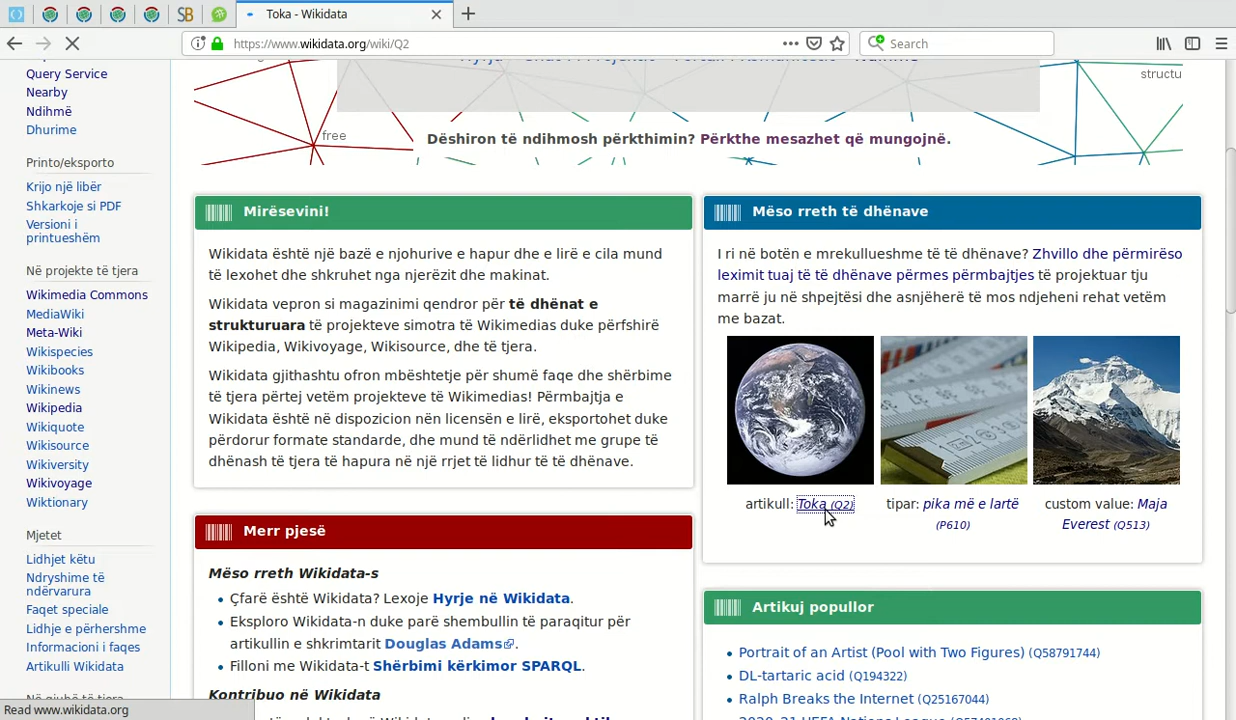 Toka - Wikidata
https://www.wikidata.org/wiki/Q2
Search
Query Service
Nearby
Ndihmë
Dhurime
Printo/eksporto
Krijo një libër
Shkarkoje si PDF
Versioni i
printueshëm
Në projekte të tjera
Wikimedia Commons
MediaWiki
Meta-Wiki
Wikispecies
Wikibooks
Wikinews
Wikipedia
Wikiquote
Wikisource
Wikiversity
Wikivoyage
Wiktionary
Mjetet
Lidhjet këtu
Ndryshime të
ndërvarura
Faqet speciale
Lidhje e përhershme
Informacioni i faqes
Artikulli Wikidata
free
structu
Dëshiron të ndihmosh përkthimin? Përkthe mesazhet që mungojnë.
Mirësevini!
Wikidata është një bazë e njohurive e hapur dhe e lirë e cila mund
të lexohet dhe shkruhet nga njerëzit dhe makinat.
Wikidata vepron si magazinimi qendror për të dhënat e
strukturuara të projekteve simotra të Wikimedias duke përfshirë
Wikipedia, Wikivoyage, Wikisource, dhe të tjera.
Wikidata gjithashtu ofron mbështetje për shumë faqe dhe shërbime
të tjera përtej vetëm projekteve të Wikimedias! Përmbajtja e
Wikidata është në dispozicion nën licensën e lirë, eksportohet duke
përdorur formate standarde, dhe mund të ndërlidhet me grupe të
dhënash të tjera të hapura në një rrjet të lidhur të të dhënave.
Merr pjesë
Mëso rreth Wikidata-s
Çfarë është Wikidata? Lexoje Hyrje në Wikidata.
Eksploro Wikidata-n duke parë shembullin të paraqitur për
artikullin e shkrimtarit Douglas Adams.
Filloni me Wikidata-t Shërbimi kërkimor SPARQL.
Kontribuo në Wikidata
Mëso rreth të dhënave
I ri në botën e mrekullueshme të të dhënave? Zhvillo dhe përmirëso
leximit tuaj të të dhënave përmes përmbajtjes të projektuar tju
marrë ju në shpejtësi dhe asnjëherë të mos ndjeheni rehat vetëm
me bazat.
artikull: Toka (Q2)
tipar: pika më e lartë
(P610)
custom value: Maja
Everest (Q513)
Artikuj popullor
Portrait of an Artist (Pool with Two Figures) (Q58791744)
DL-tartaric acid (Q194322)
Ralph Breaks the Internet (Q25167044)
Read www.wikidata.org